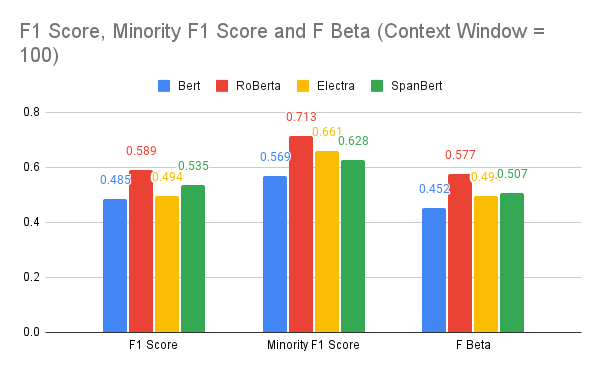 F1 Score, Minority F1 Score and F Beta (Context Window =
100)
Bert RoBerta Electra SpanBert
0.8
0.6
0.4
0.2
0.0
0.485 0.589 0.494 0.535
0.569 0.713 0.661 0.628
0.452 0.577 0.507
F1 Score Minority F1 Score F Beta